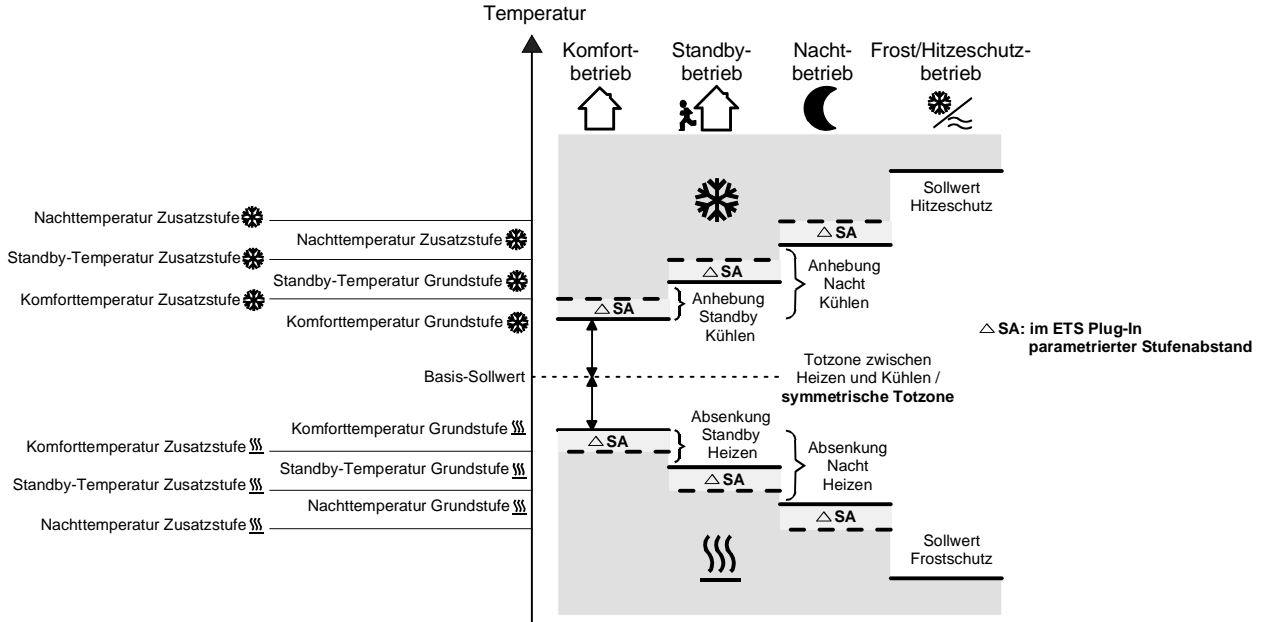 Temperatur
Komfort-
betrieb
Standby-
betrieb
Nacht-
betrieb
Frost/Hitzeschutz-
betrieb
Sollwert
Hitzeschutz
Nachttemperatur Zusatzstufe
Nachttemperatur Zusatzstufe
△ SA
Standby-Temperatur Zusatzstufe
Standby-Temperatur Grundstufe
△ SA
Anhebung
Nacht
Kühlen
Komforttemperatur Zusatzstufe
Komforttemperatur Grundstufe
△ SA
Anhebung
Standby
Kühlen
△ SA: im ETS Plug-In
parametrierter Stufenabstand
Basis-Sollwert
Totzone zwischen
Heizen und Kühlen /
symmetrische Totzone
Komforttemperatur Grundstufe
Komforttemperatur Zusatzstufe
△ SA
Absenkung
Standby
Heizen
Absenkung
Nacht
Heizen
Standby-Temperatur Grundstufe
Standby-Temperatur Zusatzstufe
△ SA
Nachttemperatur Grundstufe
Nachttemperatur Zusatzstufe
△ SA
Sollwert
Frostschutz